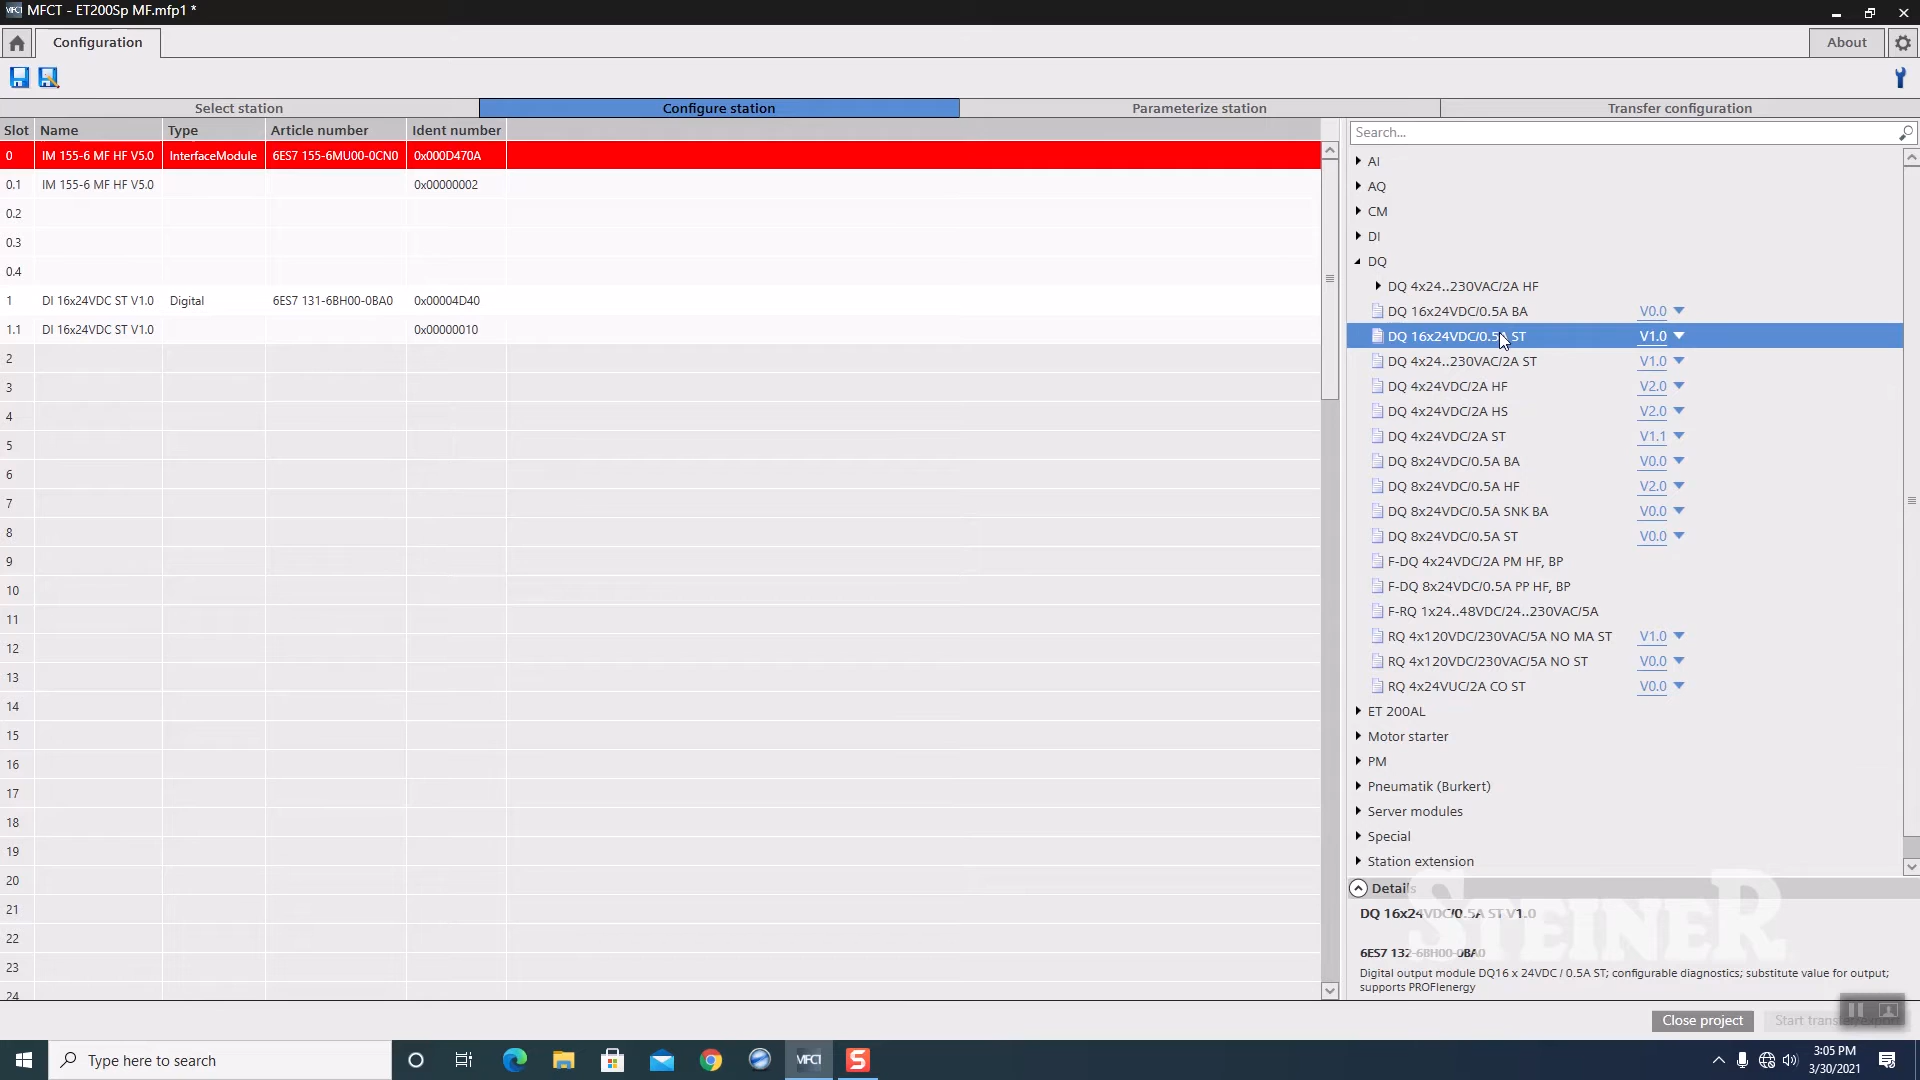 MFCT - ET200Sp MF.mfp1 *
Configuration
About
Select station
Configure station
Parameterize station
Transfer configuration
Slot Name Type Article number Ident number
0 IM 155-6 MF HF V5.0 InterfaceModule 6ES7 155-6MU00-0CN0 0x000D470A
0.1 IM 155-6 MF HF V5.0 0x00000002
0.2
0.3
0.4
1 DI 16x24VDC ST V1.0 Digital 6ES7 131-6BH00-0BA0 0x00004D40
1.1 DI 16x24VDC ST V1.0 0x00000010
2
3
4
5
6
7
8
9
10
11
12
13
14
15
16
17
18
19
20
21
22
23
24
Search...
AI
AQ
CM
DI
DQ
DQ 4x24..230VAC/2A HF
DQ 16x24VDC/0.5A BA V0.0
DQ 16x24VDC/0.5A ST V1.0
DQ 4x24..230VAC/2A ST V1.0
DQ 4x24VDC/2A HF V2.0
DQ 4x24VDC/2A HS V2.0
DQ 4x24VDC/2A ST V1.1
DQ 8x24VDC/0.5A BA V0.0
DQ 8x24VDC/0.5A HF V2.0
DQ 8x24VDC/0.5A SNK BA V0.0
DQ 8x24VDC/0.5A ST V0.0
F-DQ 4x24VDC/2A PM HF, BP
F-DQ 8x24VDC/0.5A PP HF, BP
F-RQ 1x24..48VDC/24..230VAC/5A
RQ 4x120VDC/230VAC/5A NO MA ST V1.0
RQ 4x120VDC/230VAC/5A NO ST V0.0
RQ 4x24VUC/2A CO ST V0.0
ET 200AL
Motor starter
PM
Pneumatik (Burkert)
Server modules
Special
Station extension
Details
DQ 16x24VDC/0.5A ST V1.0
STEINER
6ES7 132-6BH00-0BA0
Digital output module DQ16 x 24VDC / 0.5A ST; configurable diagnostics; substitute value for output;
supports PROFIenergy
Close project
Start
Type here to search
MFCT
S
3:05 PM
3/30/2021